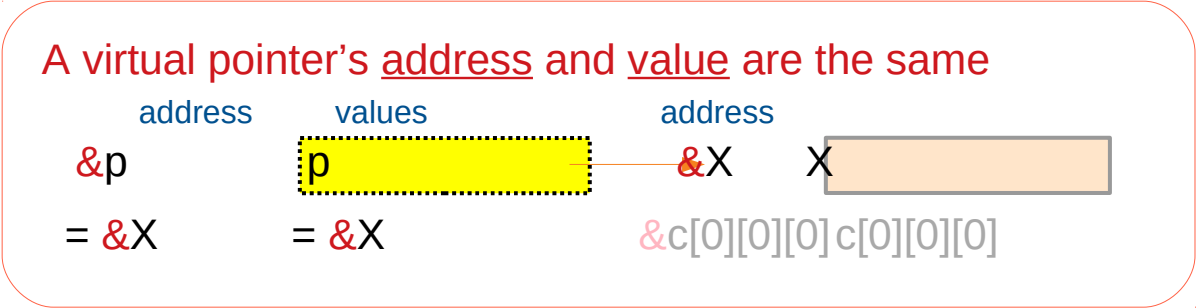 A virtual pointer’s address and value are the same
address values address
&p p &X X
= &X = &X &c[0][0][0] c[0][0][0]